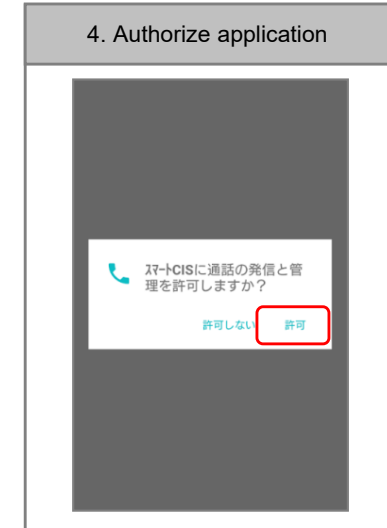 4. Authorize application
ｽﾏｰﾄCISに通話の発信と管
理を許可しますか？
許可しない
許可